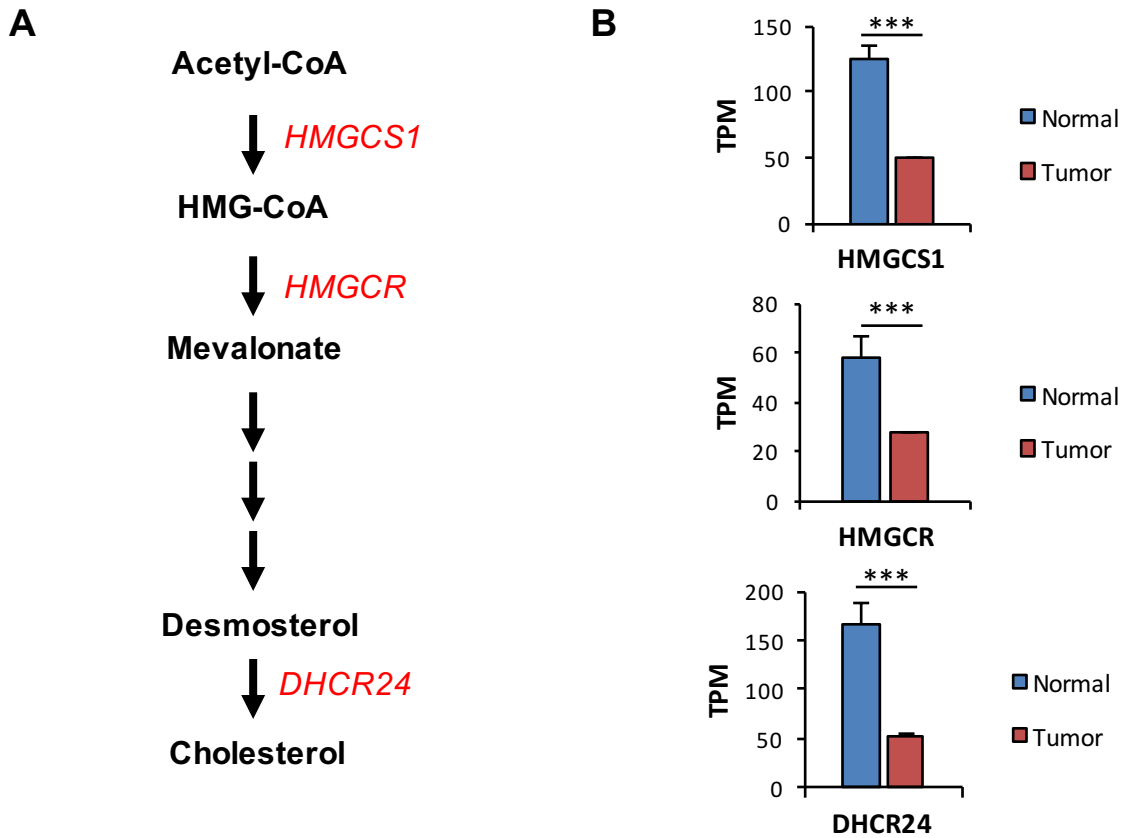 A
Acetyl-CoA
HMGCS1
HMG-CoA
HMGCR
Mevalonate
Desmosterol
DHCR24
Cholesterol
B
***
150
100
50
0
TPM
Normal
Tumor
HMGCS1
***
80
60
40
20
0
TPM
Normal
Tumor
HMGCR
***
200
150
100
50
0
TPM
Normal
Tumor
DHCR24